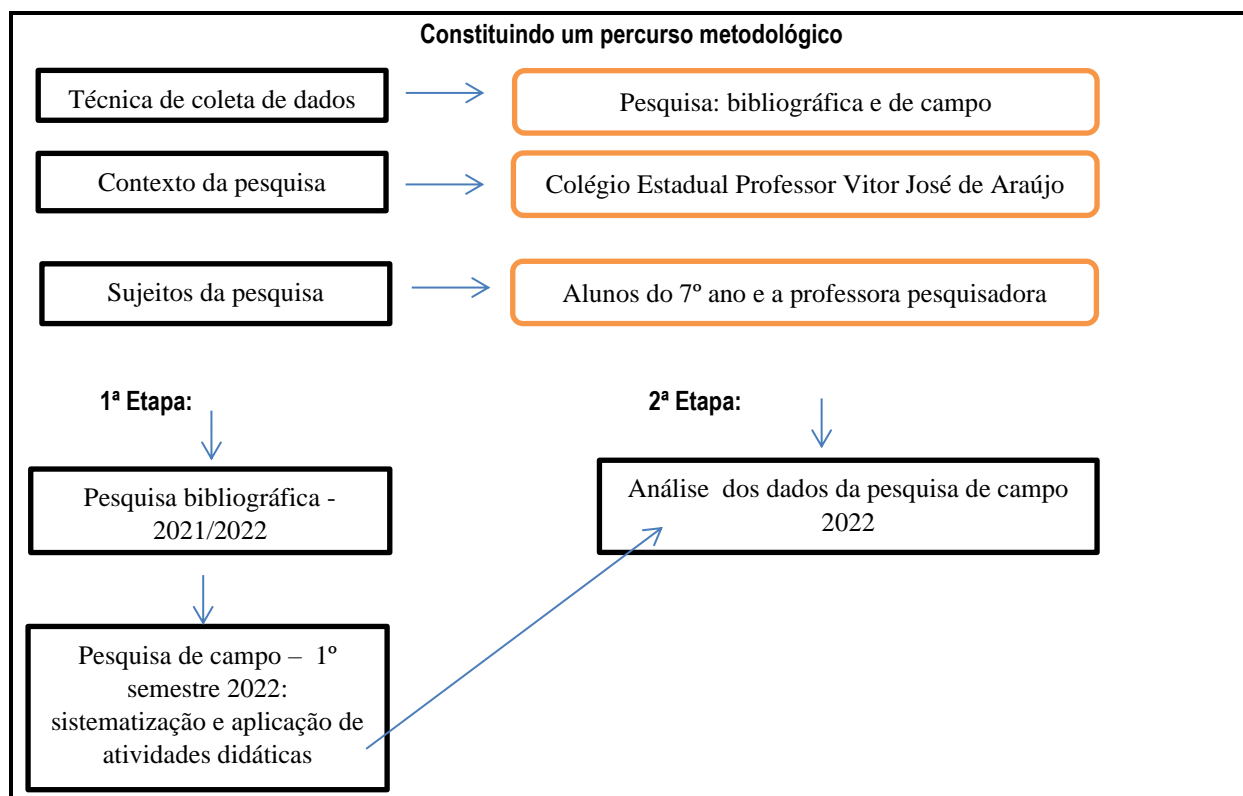 Constituindo um percurso metodológico
Técnica de coleta de dados
Pesquisa: bibliográfica e de campo
Contexto da pesquisa
Colégio Estadual Professor Vitor José de Araújo
Sujeitos da pesquisa
Alunos do 7º ano e a professora pesquisadora
1ª Etapa:
2ª Etapa:
Pesquisa bibliográfica -
2021/2022
Análise dos dados da pesquisa de campo
2022
Pesquisa de campo – 1º
semestre 2022:
sistematização e aplicação de
atividades didáticas